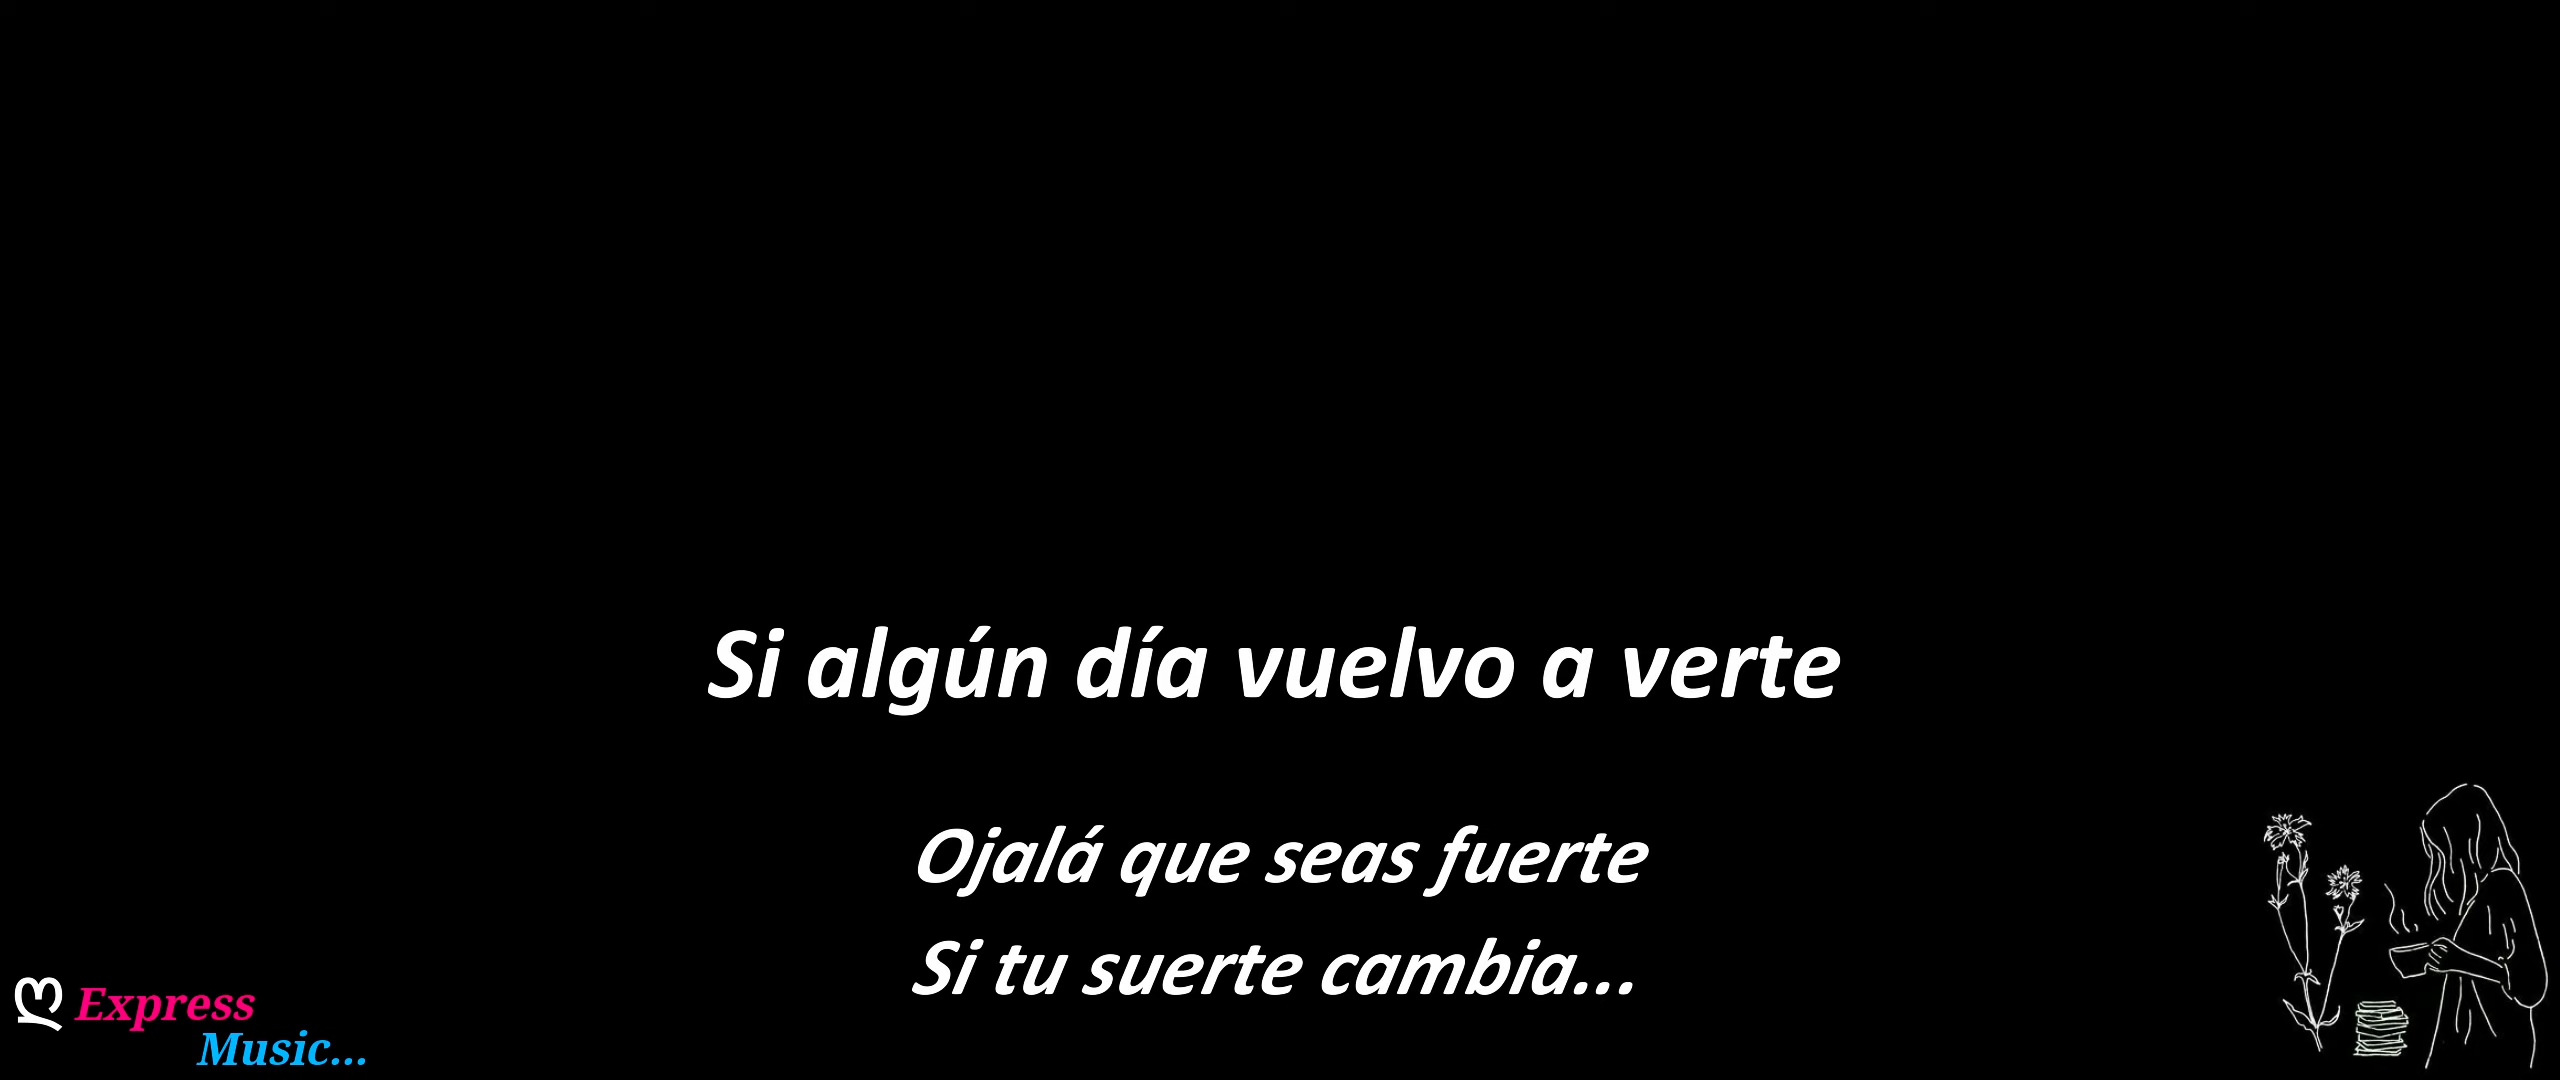 Si algún día vuelvo a verte
Ojalá que seas fuerte
Si tu suerte cambia...
ღ Express
Music...